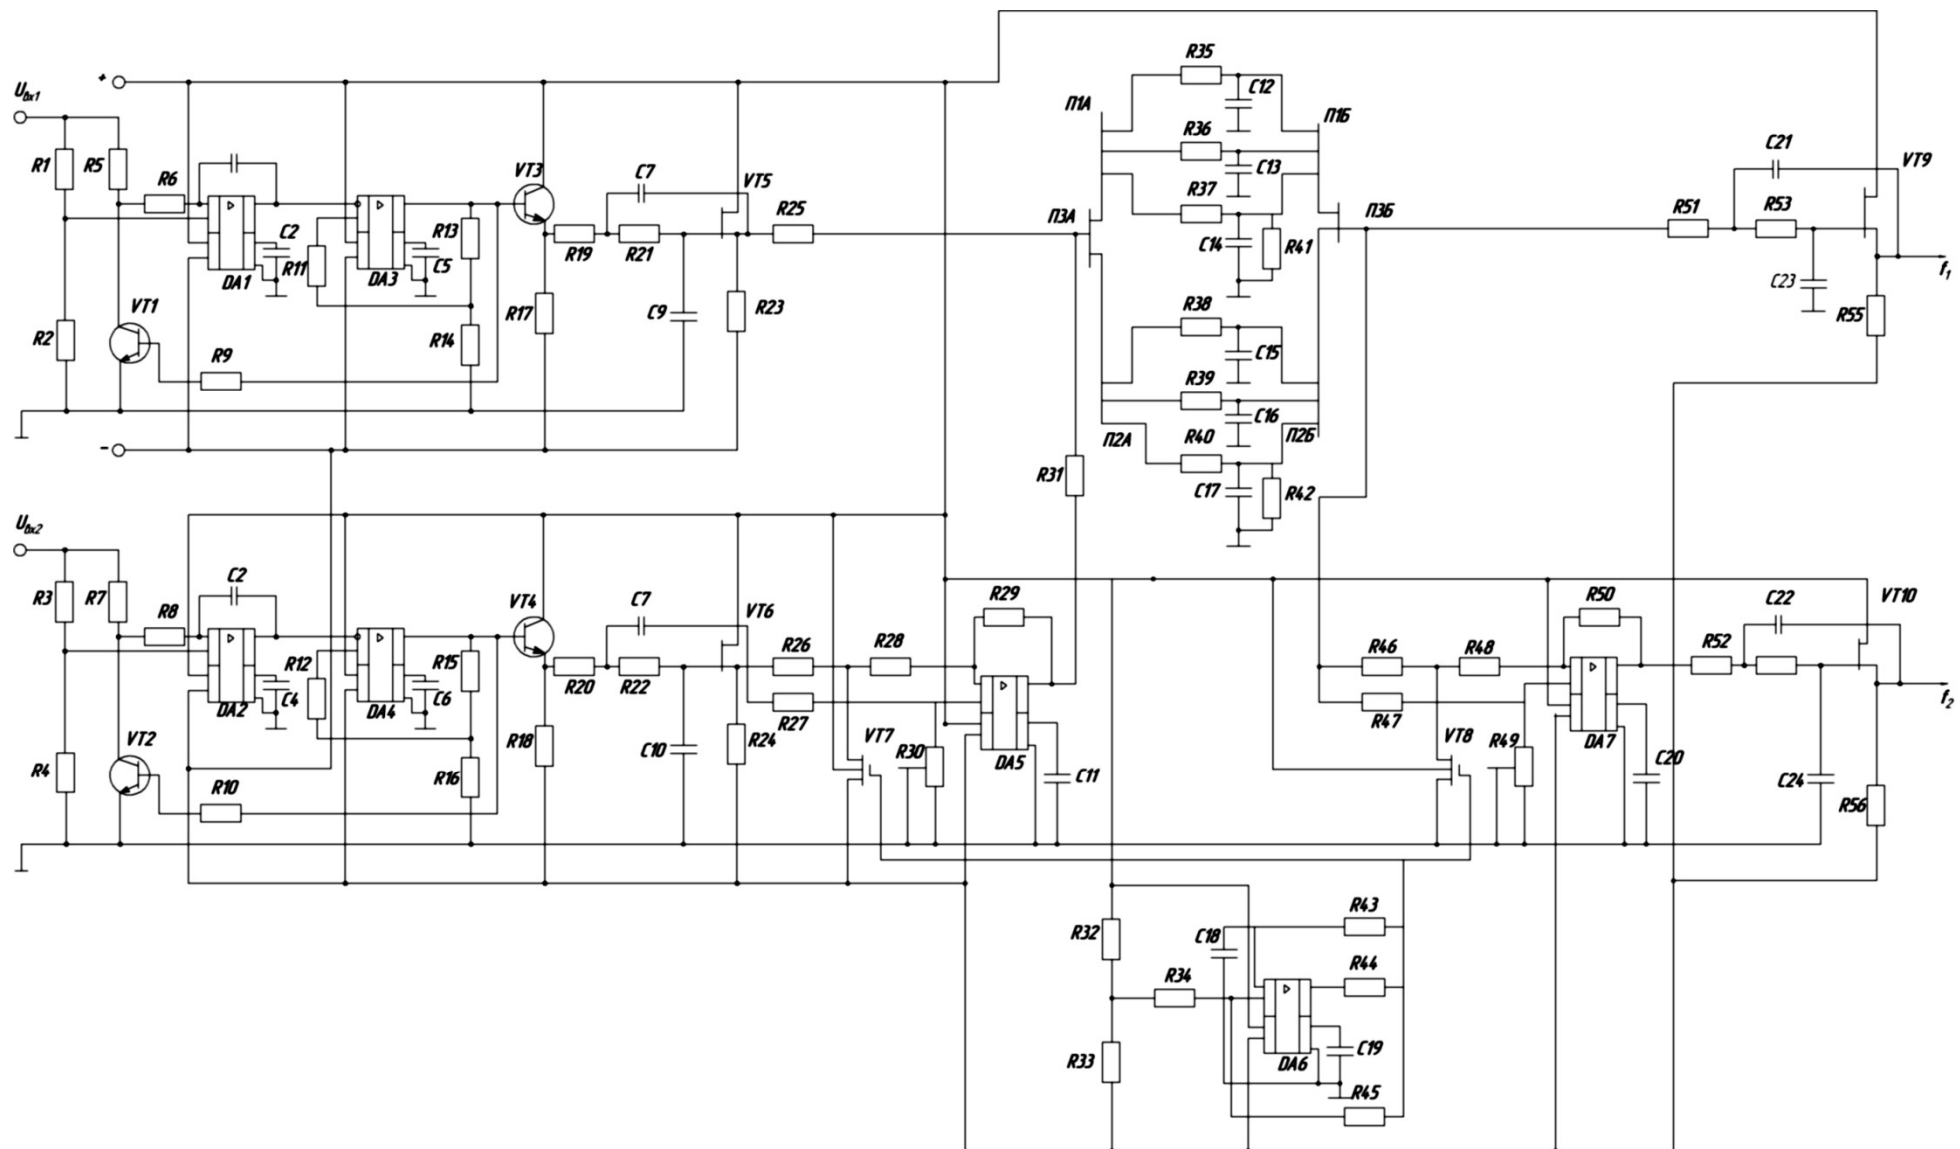 R35
+
Uвх1
C12
П1А
П1Б
R36
C21
R1
R5
VT3
C13
VT9
R6
C7
VT5
R37
R25
П3А
П3Б
R51
R53
C2
R13
C14
R41
R11
R19
R21
DA1
DA3
C5
C23
f1
VT1
R17
C9
R23
R38
R55
R2
R14
C15
R9
R39
C16
П2А
R40
П2Б
-
R31
C17
R42
Uвх2
C2
R29
R50
C22
R3
R7
R8
VT4
C7
VT6
VT10
R26
R28
R46
R48
R52
R12
R15
R20
R22
C4
C6
DA2
DA4
R27
R47
f2
VT2
R18
C10
R24
VT7
R30
DA5
VT8
R49
DA7
R4
R16
C11
C20
C24
R10
R56
R43
R32
C18
R44
R34
R33
DA6
C19
R45